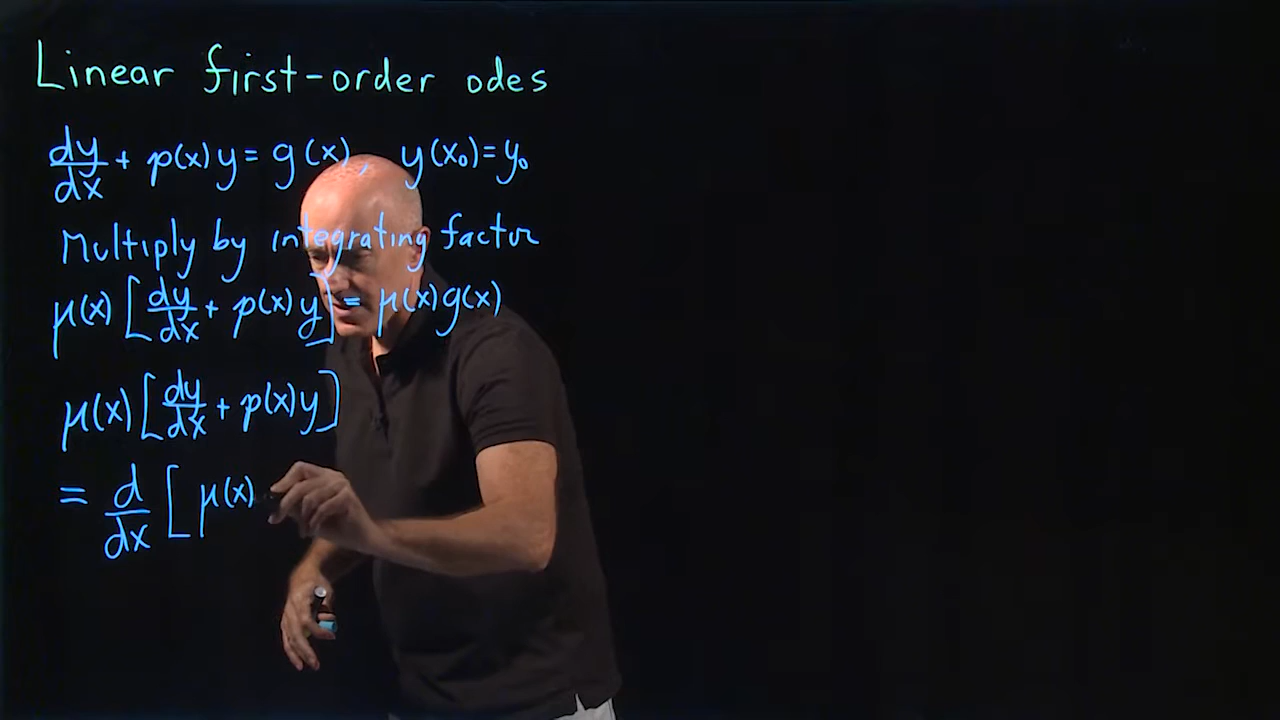 Linear first-order odes
dy/dx + p(x)y = g(x), y(x₀)=y₀
Multiply by integrating factor
μ(x) [dy/dx + p(x)y] = μ(x)g(x)
μ(x) [dy/dx + p(x)y]
= d/dx [ μ(x)